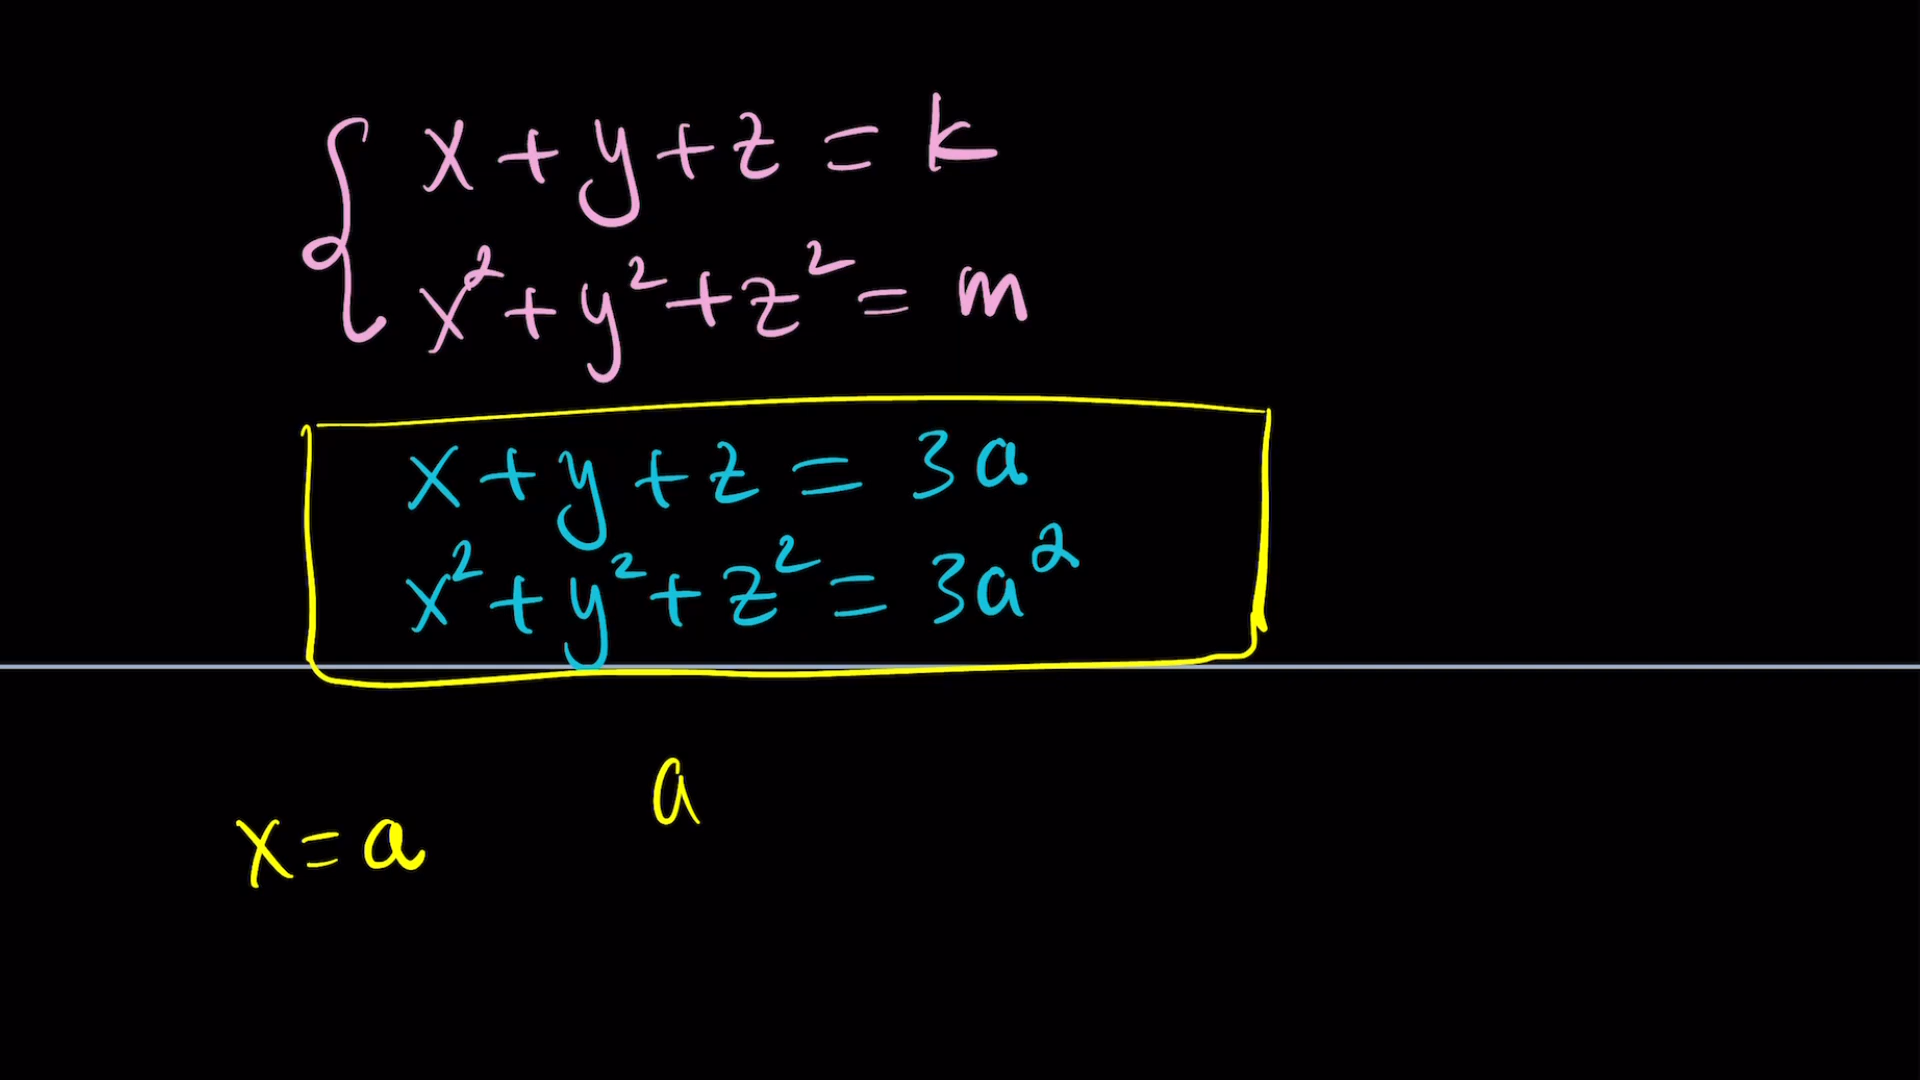 x+y+z = k
x²+y²+z² = m
x+y+z = 3a
x²+y²+z² = 3a²
a
x=a